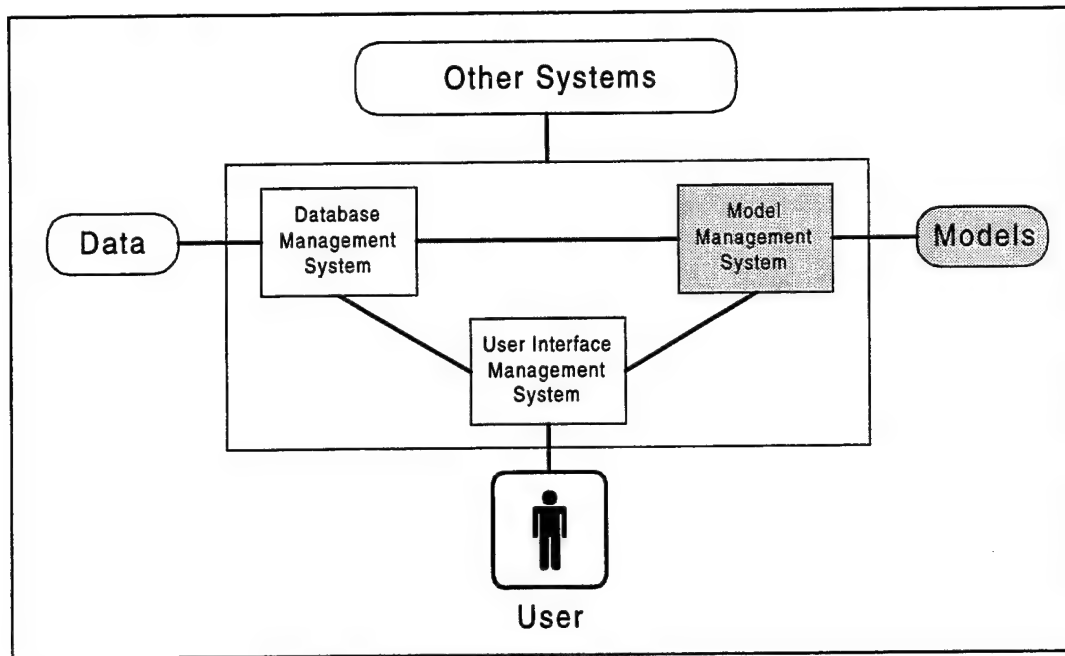 Other Systems
Database
Management
System
Model
Management
System
Data
Models
User Interface
Management
System
User